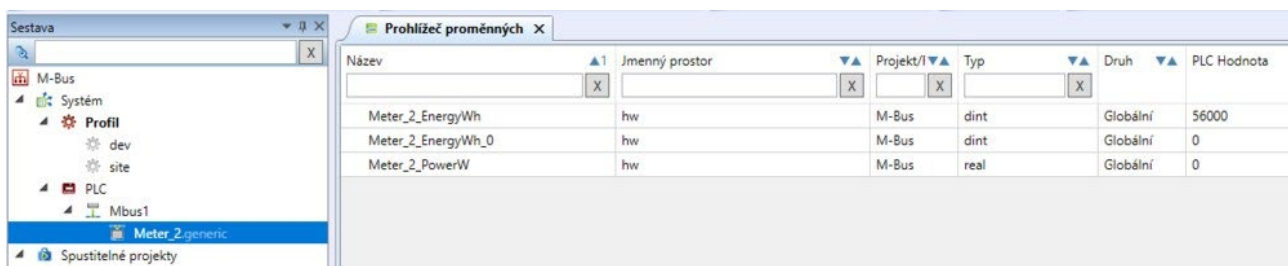 Sestava
X
M-Bus
Systém
Profil
dev
site
PLC
Mbus1
Meter_2.generic
Spustitelné projekty
Prohlížeč proměnných X
Název 1 Jmenný prostor Projekt/l Typ Druh PLC Hodnota
X X X X
Meter_2_EnergyWh hw M-Bus dint Globální 56000
Meter_2_EnergyWh_0 hw M-Bus dint Globální 0
Meter_2_PowerW hw M-Bus real Globální 0